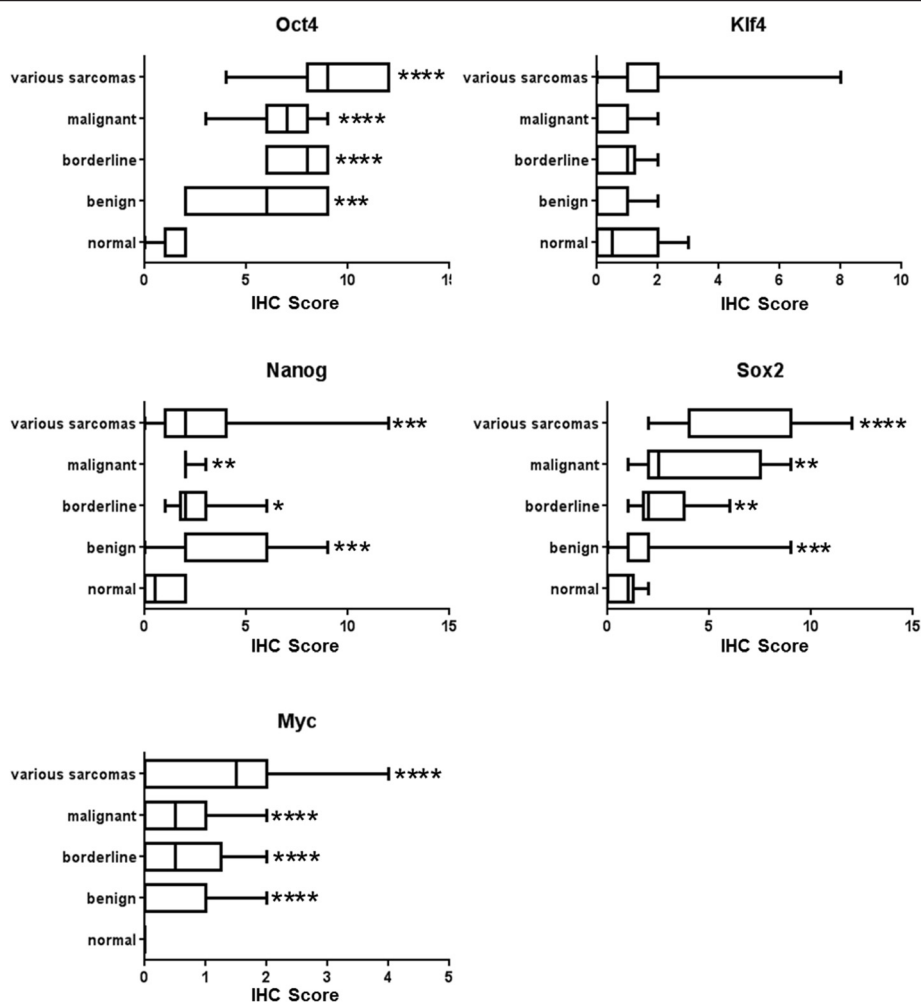 Oct4
various sarcomas ****
malignant ****
borderline ****
benign ***
normal
0 5 10
IHC Score
Klf4
various sarcomas
malignant
borderline
benign
normal
0 2 4 6 8 10
IHC Score
Nanog
various sarcomas ***
malignant **
borderline *
benign ***
normal
0 5 10 15
IHC Score
Sox2
various sarcomas ****
malignant **
borderline **
benign ***
normal
0 5 10 15
IHC Score
Myc
various sarcomas ****
malignant ****
borderline ****
benign ****
normal
0 1 2 3 4 5
IHC Score